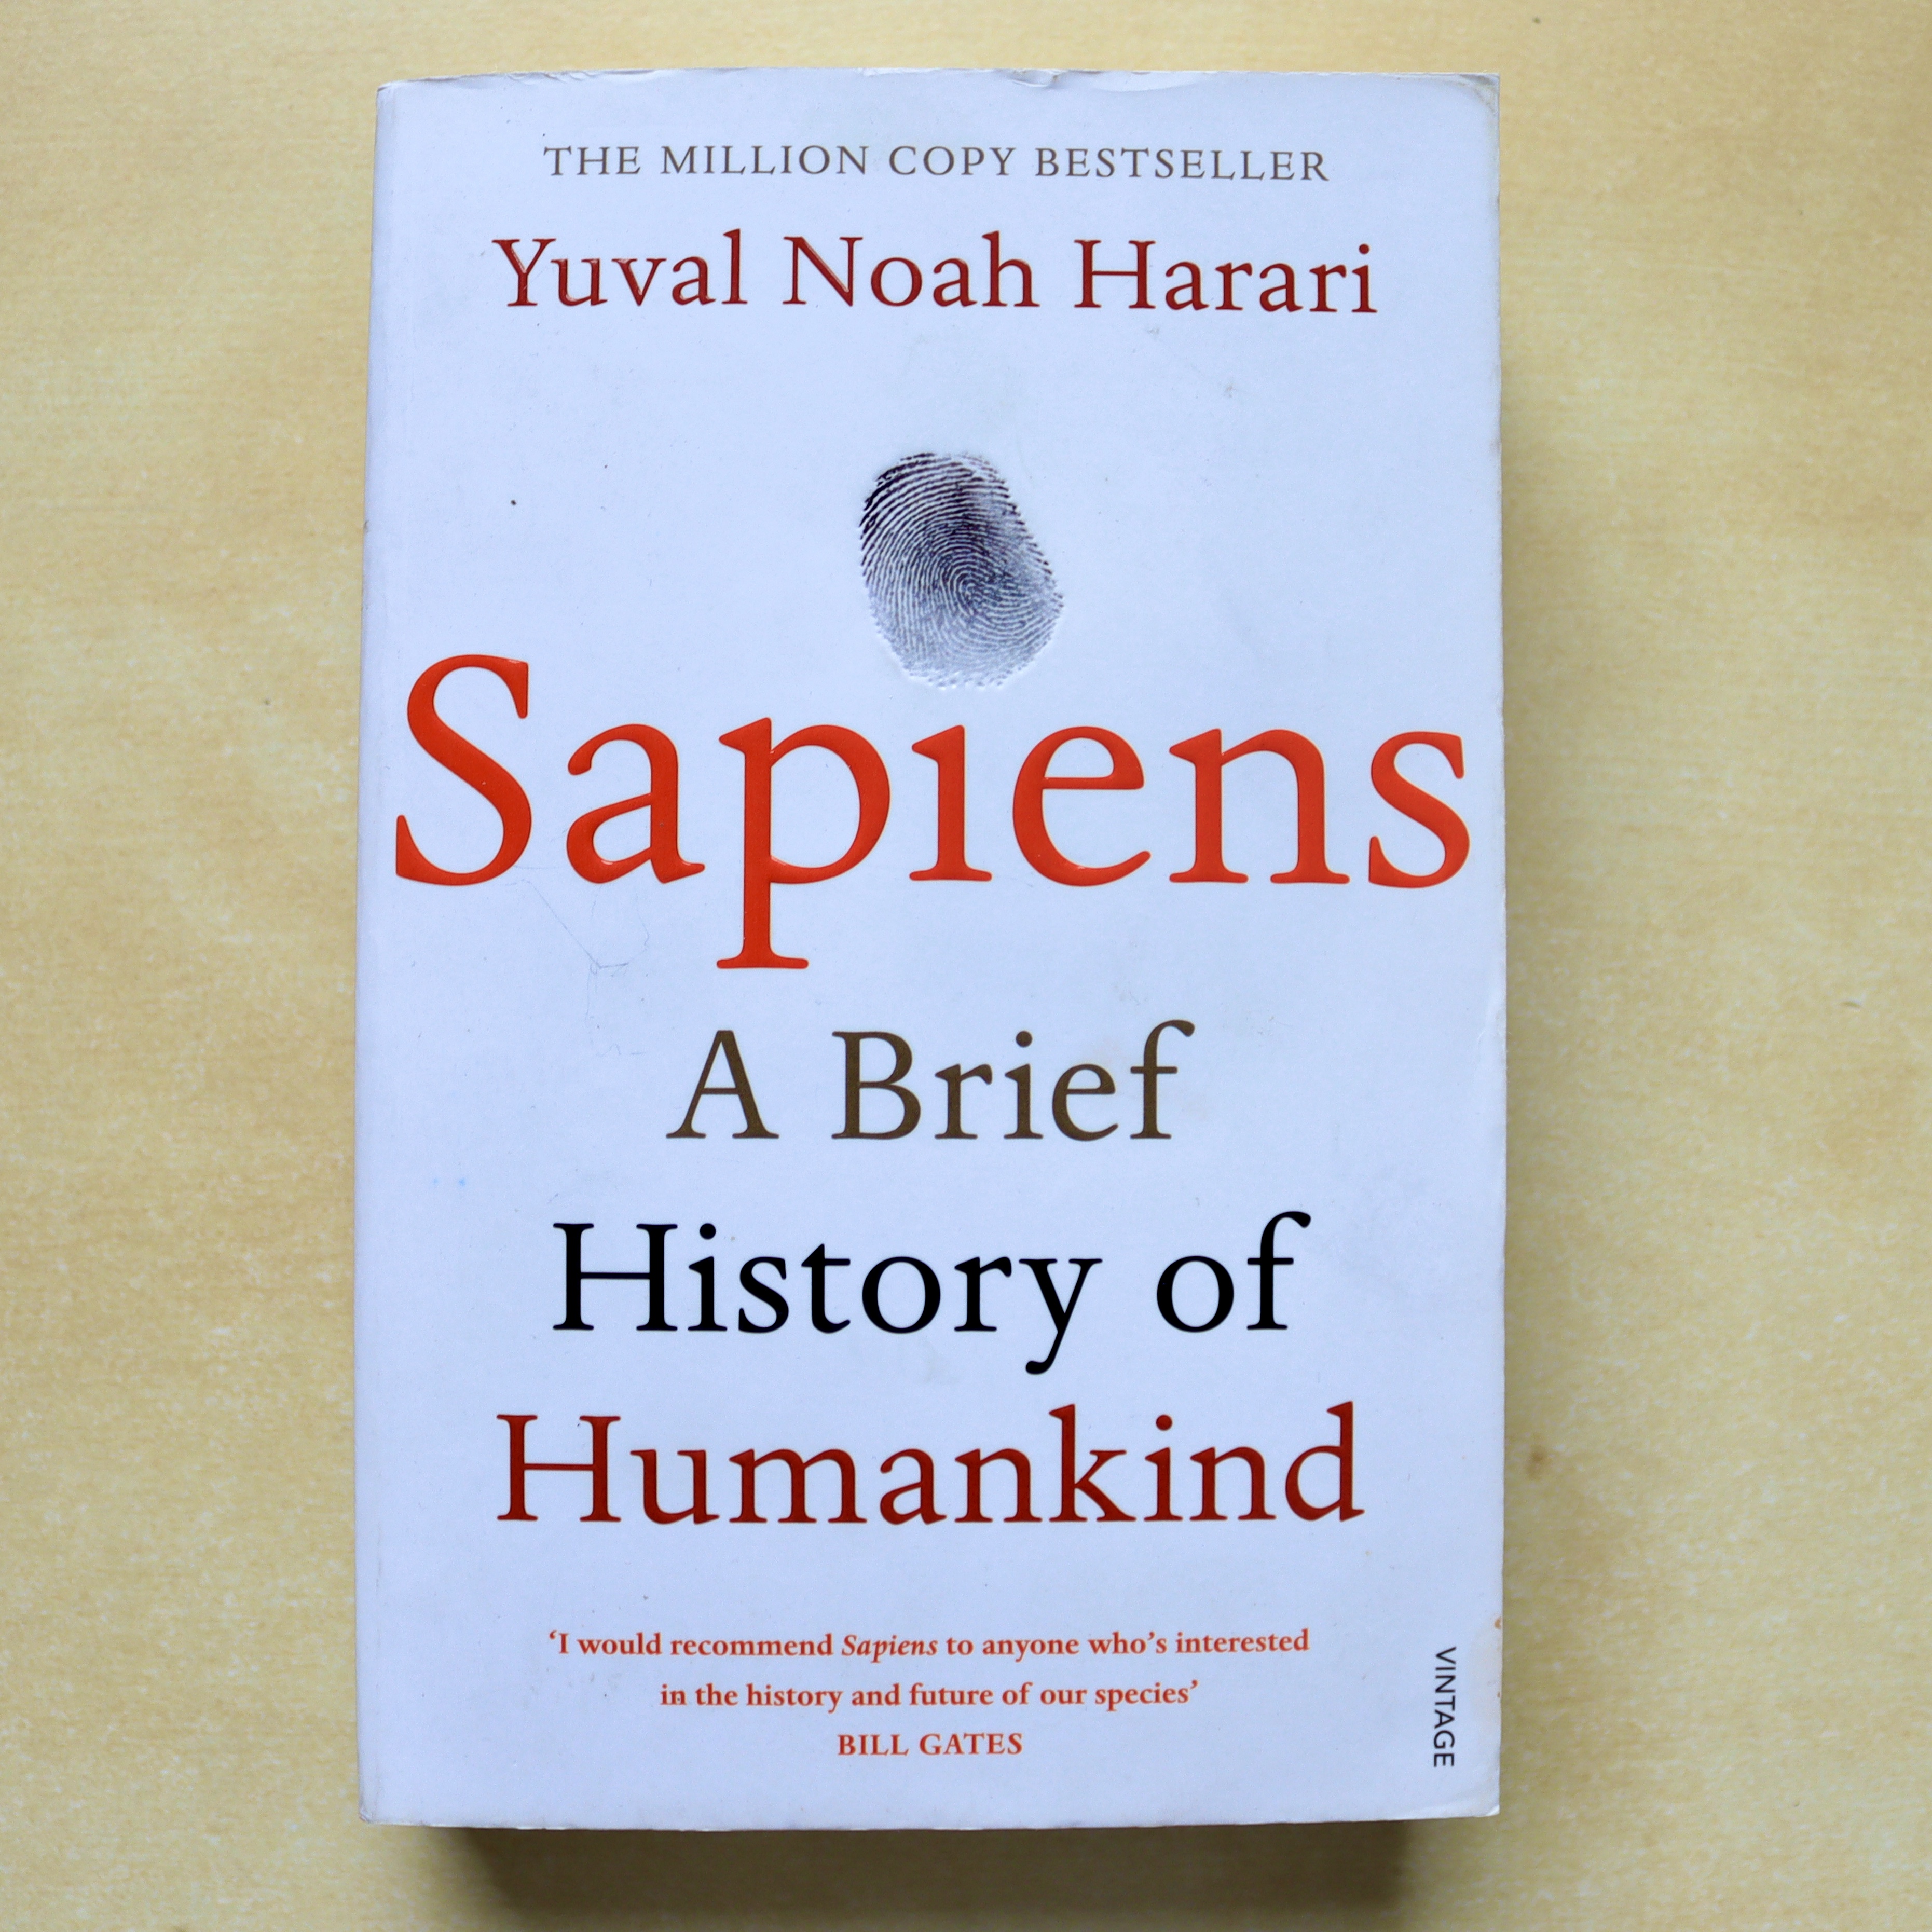 THE MILLION COPY BESTSELLER
Yuval Noah Harari
Sapiens
A Brief
History of
Humankind
‘I would recommend Sapiens to anyone who’s interested
in the history and future of our species’
BILL GATES
VINTAGE